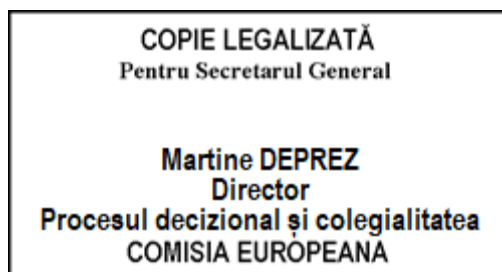 COPIE LEGALIZATĂ
Pentru Secretarul General
Martine DEPREZ
Director
Procesul decizional și colegialitatea
COMISIA EUROPEANA